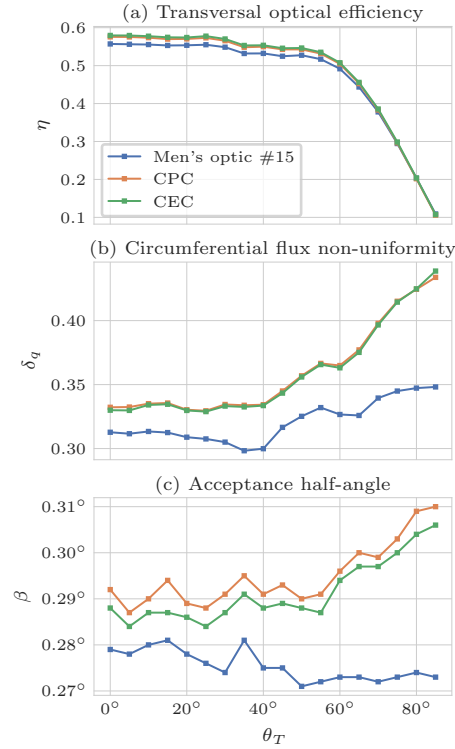 (a) Transversal optical efficiency
0.6
0.5
0.4
0.3
0.2
0.1
η
Men's optic #15
CPC
CEC
(b) Circumferential flux non-uniformity
0.40
0.35
0.30
δq
(c) Acceptance half-angle
0.31°
0.30°
0.29°
0.28°
0.27°
β
0° 20° 40° 60° 80°
θT